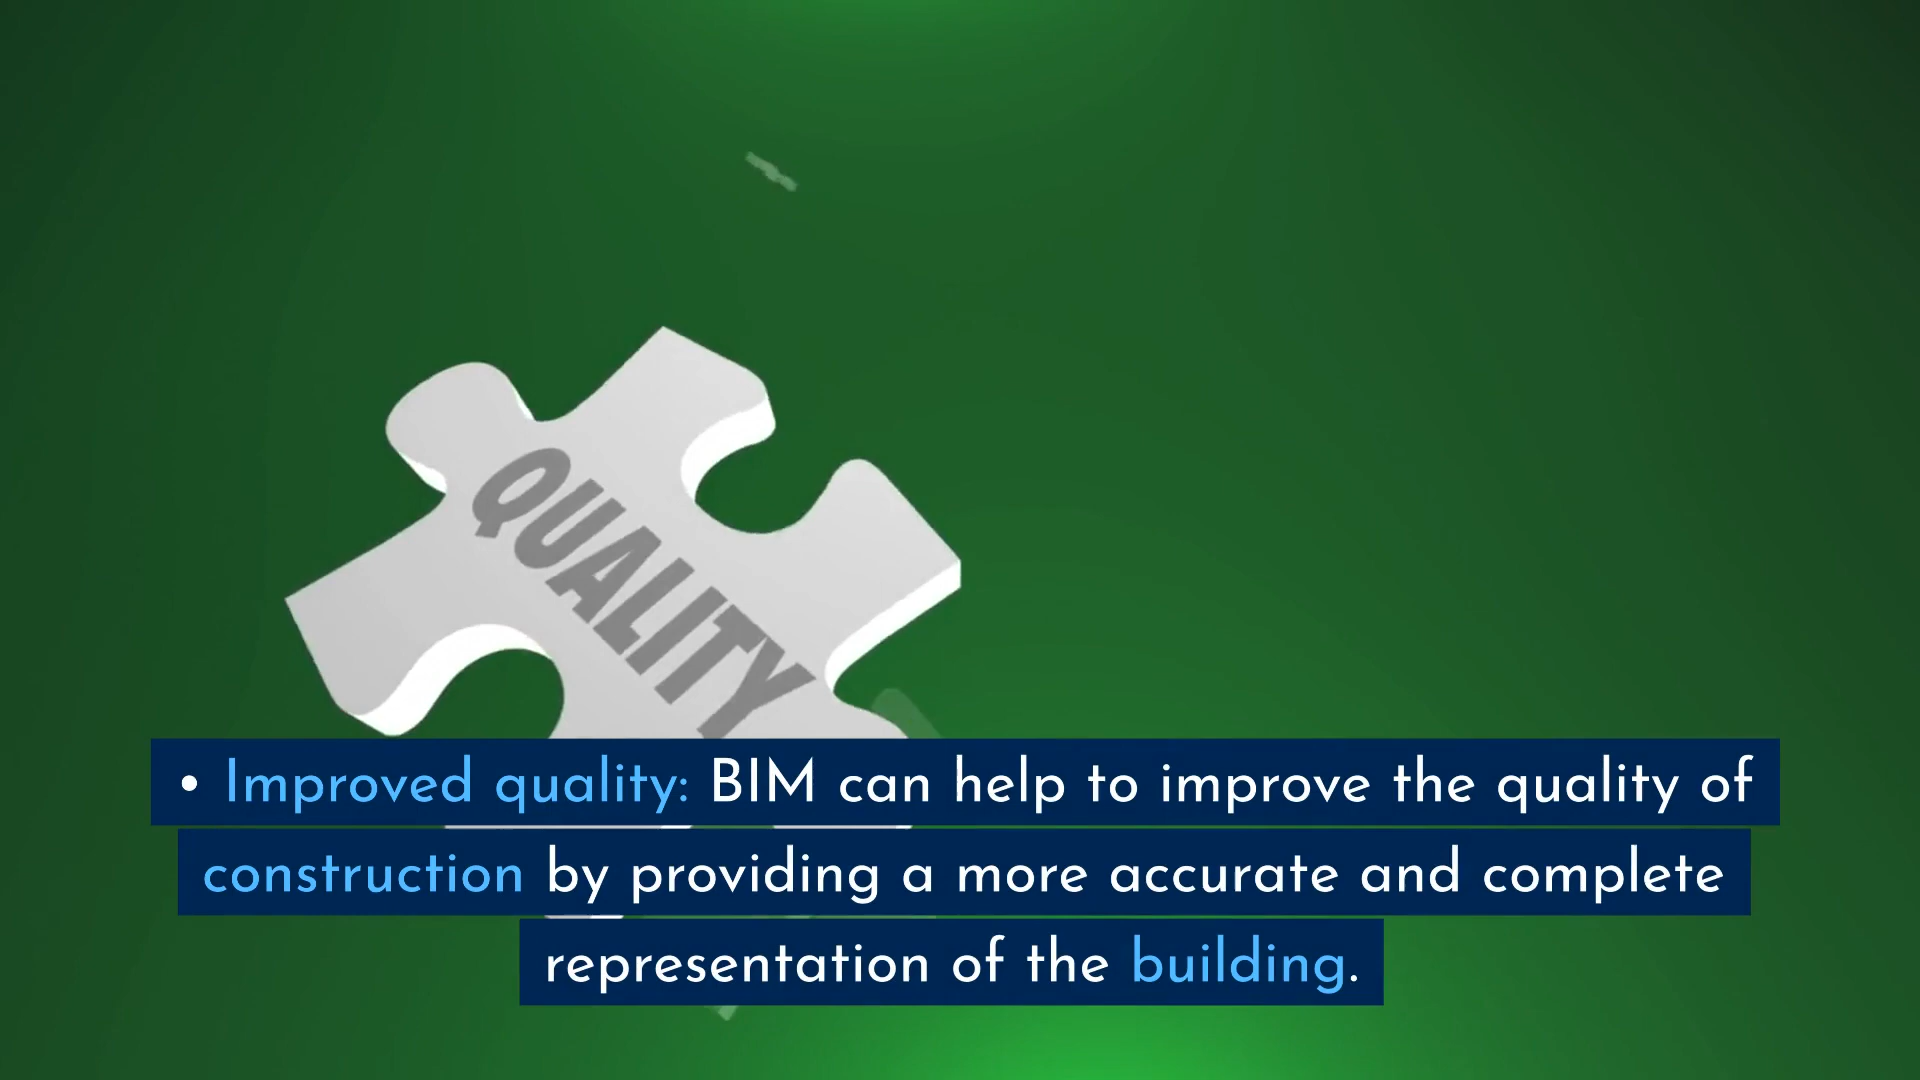 QUALITY
• Improved quality: BIM can help to improve the quality of
construction by providing a more accurate and complete
representation of the building.